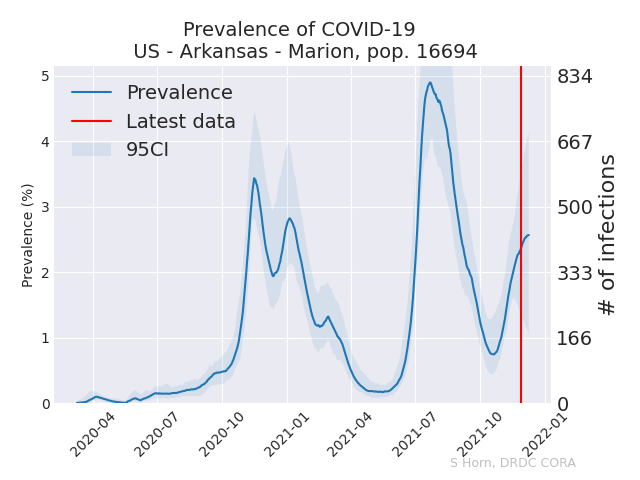 Prevalence of COVID-19
US - Arkansas - Marion, pop. 16694
Prevalence
Latest data
95CI
Prevalence (%)
5
4
3
2
1
0
834
667
500
333
166
0
# of infections
2020-04
2020-07
2020-10
2021-01
2021-04
2021-07
2021-10
2022-01
S Horn, DRDC CORA